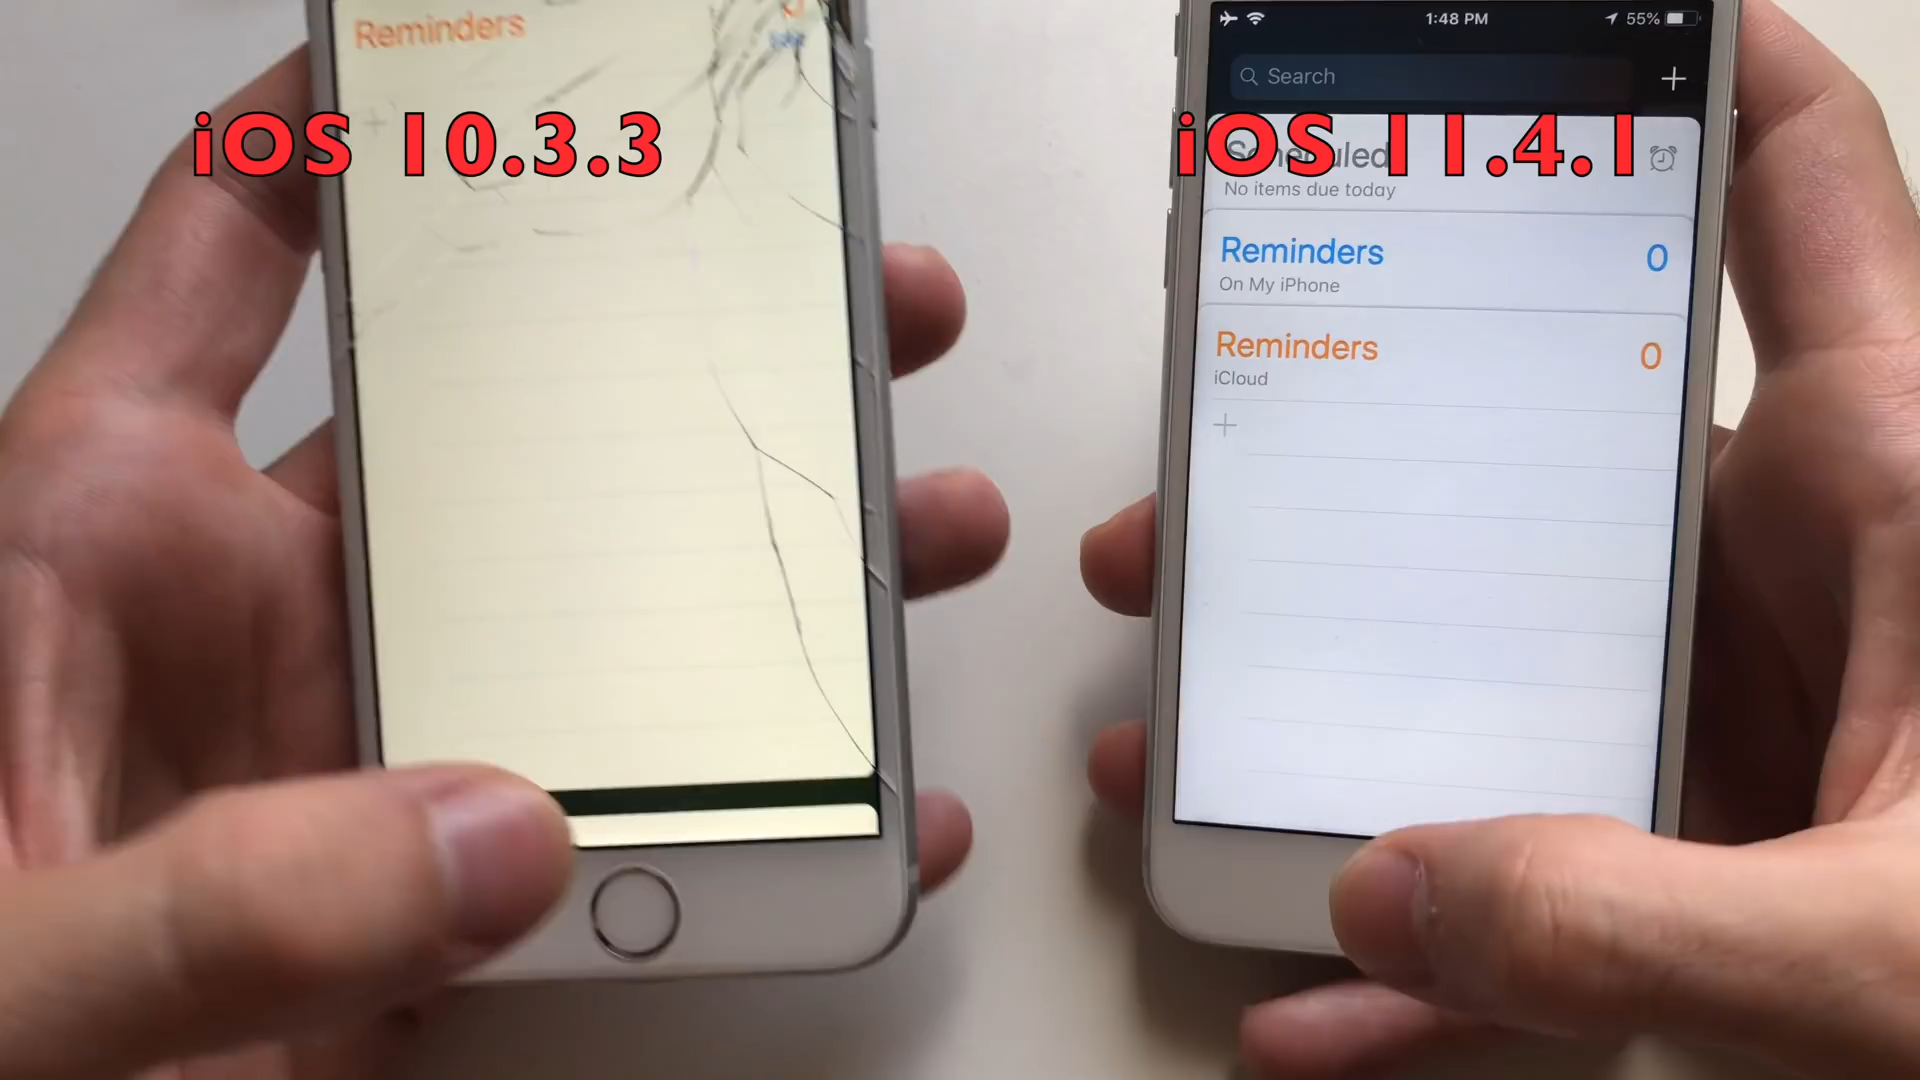 Reminders
iOS 10.3.3
1:48 PM
55%
Search
iOS 11.4.1
Scheduled
No items due today
Reminders 0
On My iPhone
Reminders 0
iCloud